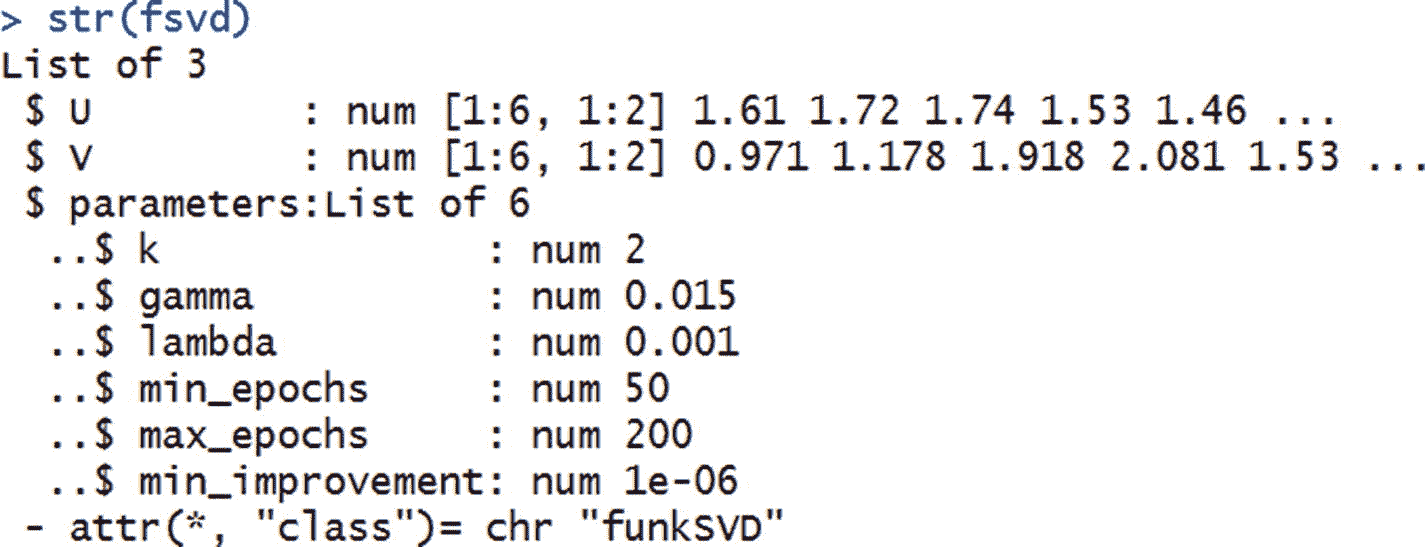 > str(fsvd)
List of 3
 $ U         : num [1:6, 1:2] 1.61 1.72 1.74 1.53 1.46 ...
 $ V         : num [1:6, 1:2] 0.971 1.178 1.918 2.081 1.53 ...
 $ parameters:List of 6
  ..$ k              : num 2
  ..$ gamma          : num 0.015
  ..$ lambda         : num 0.001
  ..$ min_epochs     : num 50
  ..$ max_epochs     : num 200
  ..$ min_improvement: num 1e-06
 - attr(*, "class")= chr "funkSVD"